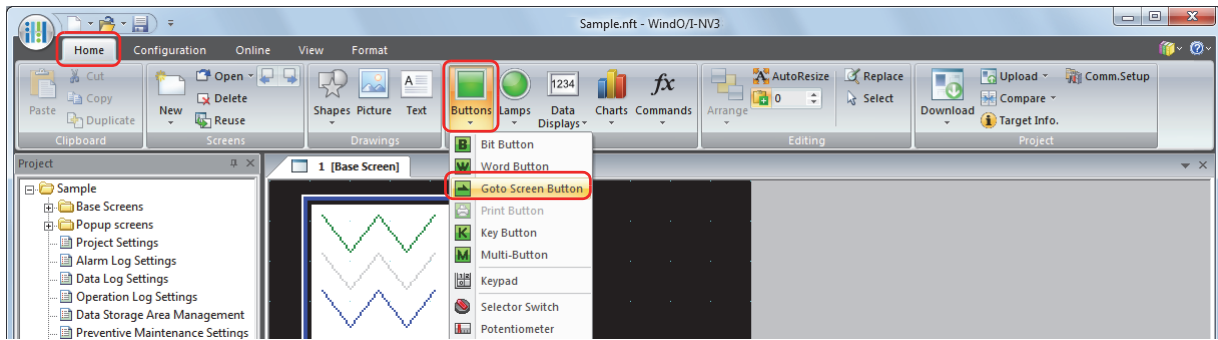 Sample.nft - WindO/I-NV3
Home Configuration Online View Format
Cut Open AutoResize Replace Upload Comm.Setup
Copy Delete 0 Select Compare
Paste Duplicate New Reuse Shapes Picture Text Buttons Lamps Data Displays Charts Commands Arrange Download Target Info.
Clipboard Screens Drawings Editing Project
1234
fx
Project
1 [Base Screen]
Sample
Base Screens
Popup screens
Project Settings
Alarm Log Settings
Data Log Settings
Operation Log Settings
Data Storage Area Management
Preventive Maintenance Settings
B Bit Button
W Word Button
Goto Screen Button
Print Button
K Key Button
M Multi-Button
Keypad
Selector Switch
Potentiometer